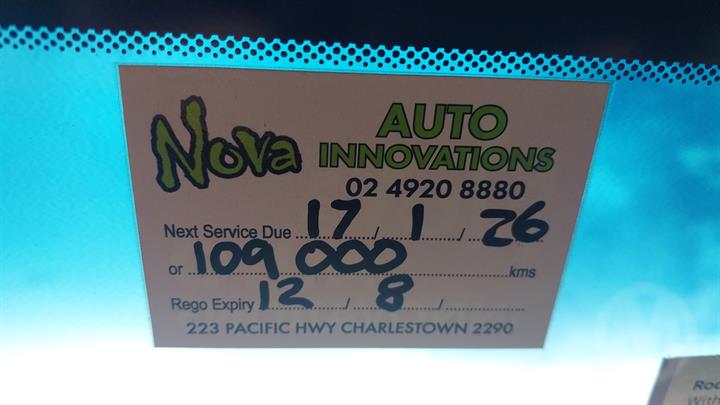 Nova AUTO INNOVATIONS
02 4920 8880
Next Service Due 17 / 1 / 26
or 109 000 kms
Rego Expiry 12 / 8 /
223 PACIFIC HWY CHARLESTOWN 2290